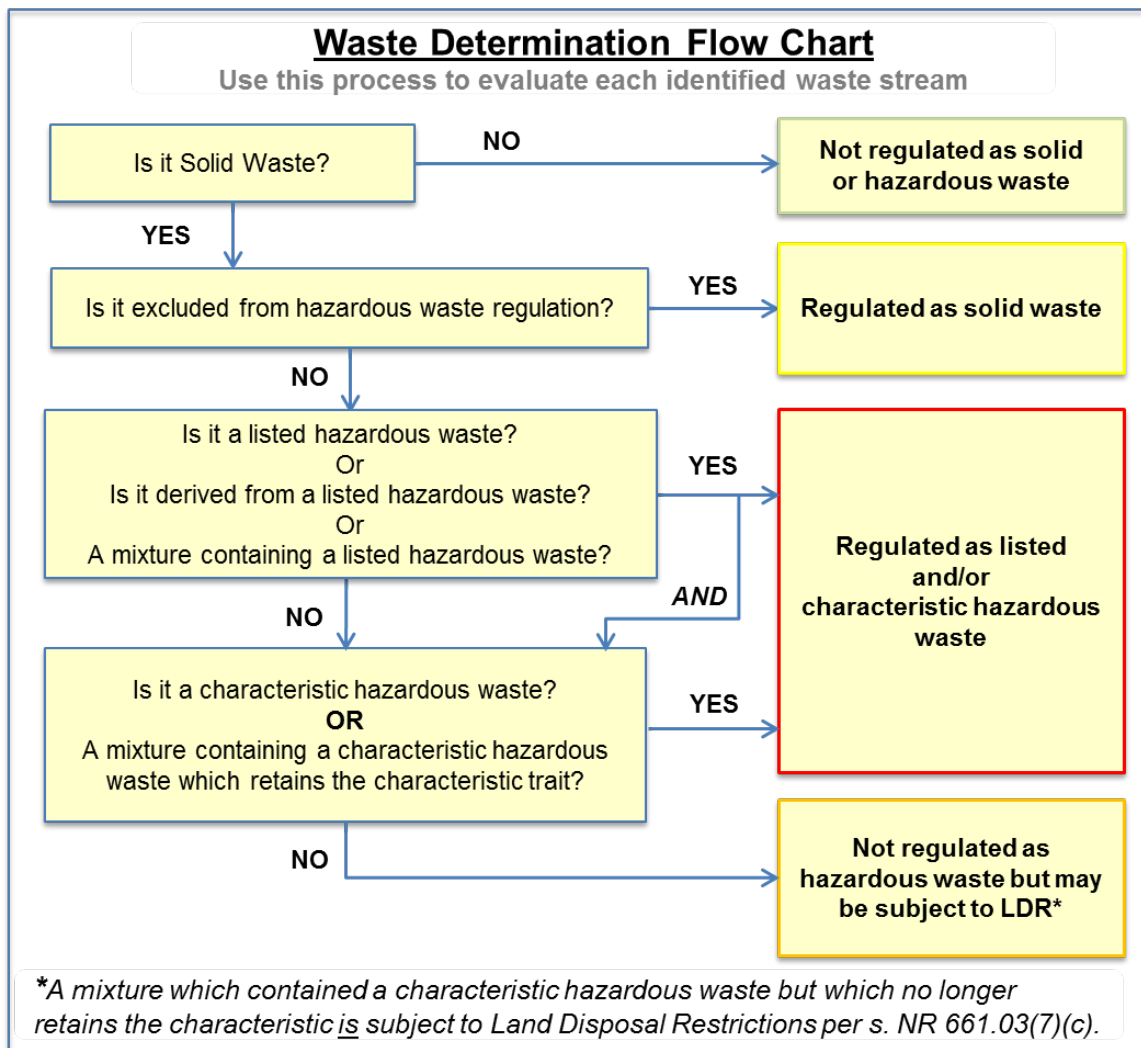 Waste Determination Flow Chart
Use this process to evaluate each identified waste stream
Is it Solid Waste?
NO
Not regulated as solid
or hazardous waste
YES
Is it excluded from hazardous waste regulation?
YES
Regulated as solid waste
NO
Is it a listed hazardous waste?
Or
Is it derived from a listed hazardous waste?
Or
A mixture containing a listed hazardous waste?
YES
Regulated as listed
and/or
characteristic hazardous
waste
AND
NO
Is it a characteristic hazardous waste?
OR
A mixture containing a characteristic hazardous
waste which retains the characteristic trait?
YES
NO
Not regulated as
hazardous waste but may
be subject to LDR*
*A mixture which contained a characteristic hazardous waste but which no longer
retains the characteristic is subject to Land Disposal Restrictions per s. NR 661.03(7)(c).